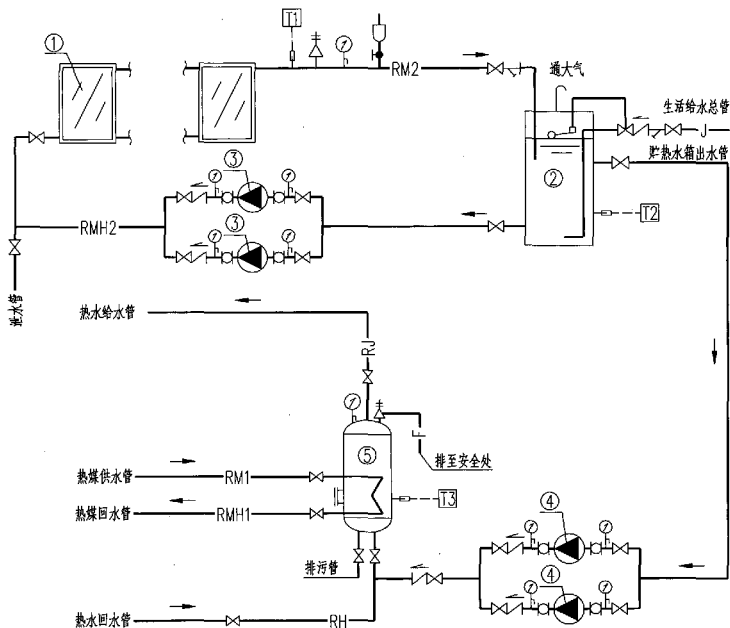 T1
①
RM2
通大气
生活给水总管
J
贮热水箱出水管
②
③
T2
RMH2
③
泄水管
热水给水管
RJ
⑤
F
排至安全处
热媒供水管
RM1
T3
热媒回水管
RMH1
④
排污管
④
热水回水管
RH